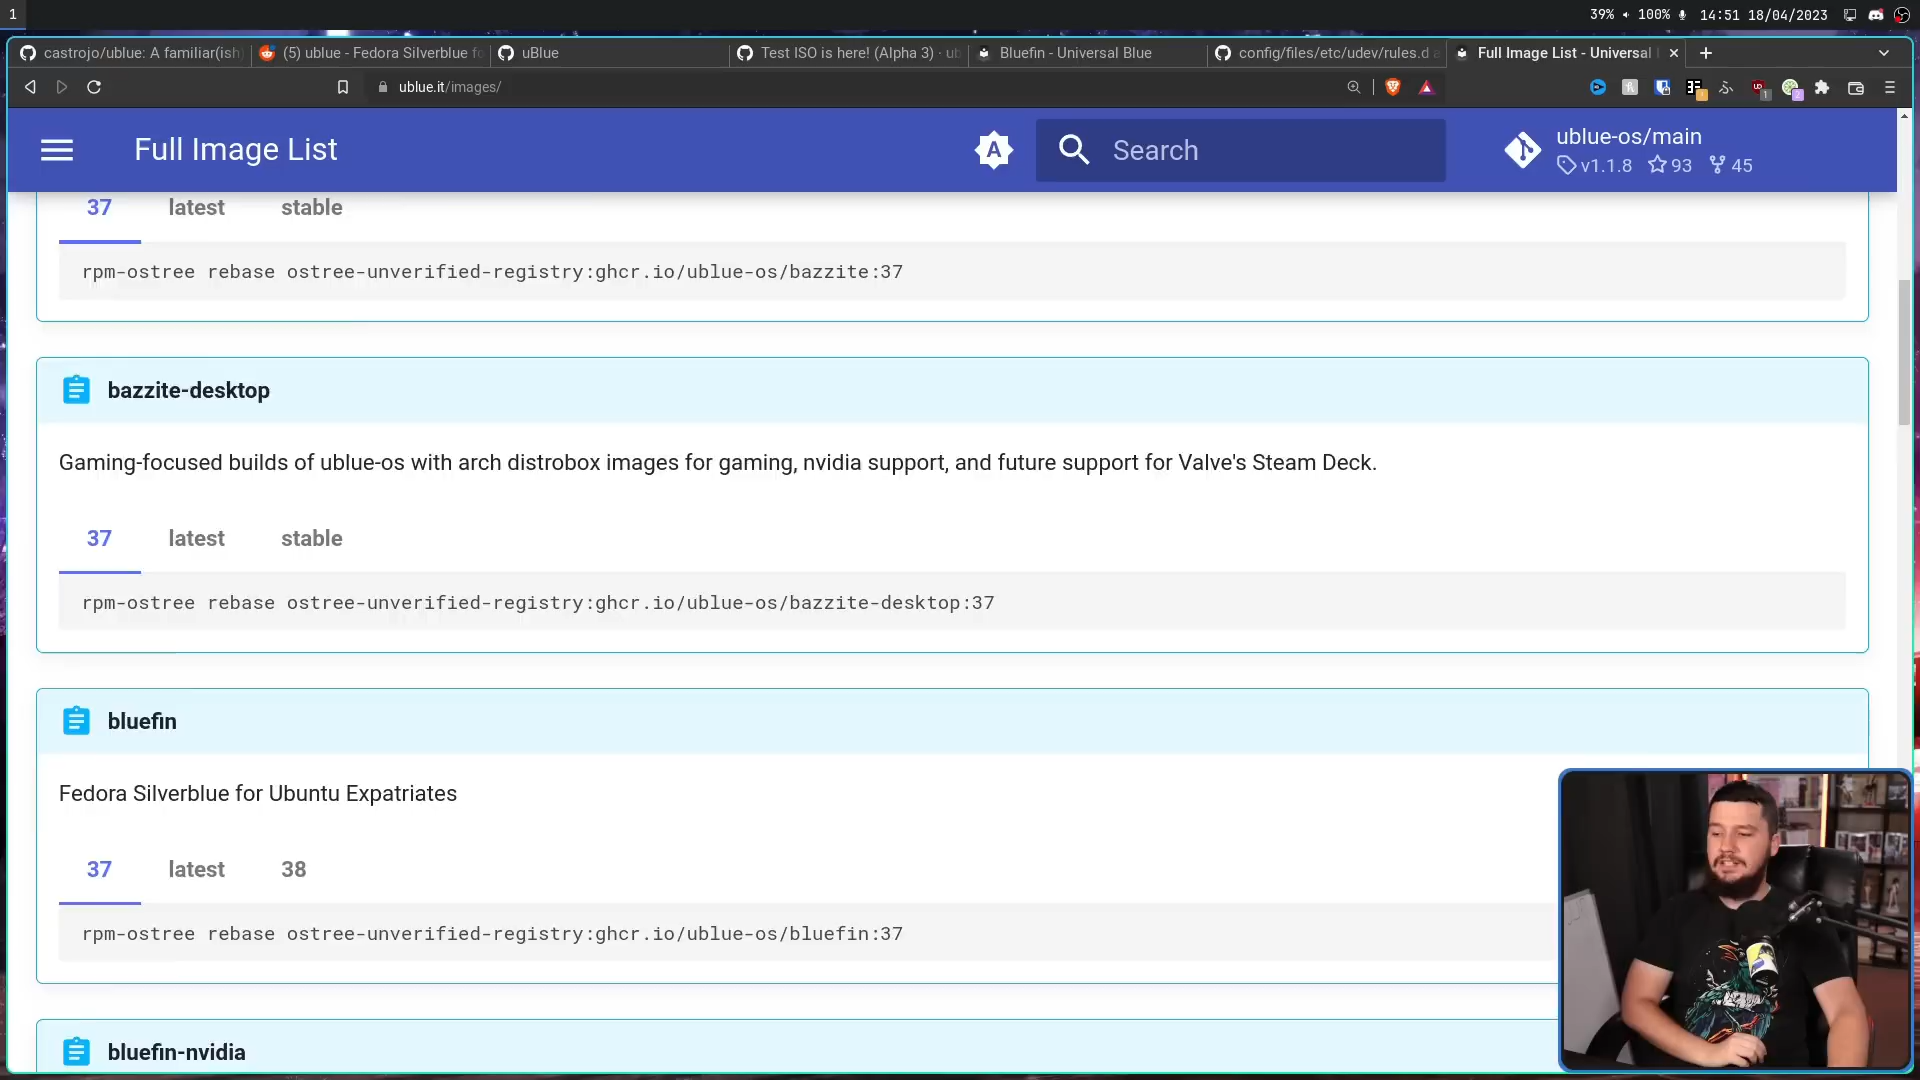 1
39%
100%
14:51 18/04/2023
castrojo/ublue: A familiar(ish
(5) ublue - Fedora Silverblue fo
uBlue
Test ISO is here! (Alpha 3) · ub
Bluefin - Universal Blue
config/files/etc/udev/rules.d a
Full Image List - Universal
ublue.it/images/
Full Image List
A
Search
ublue-os/main
v1.1.8 93 45
37 latest stable
rpm-ostree rebase ostree-unverified-registry:ghcr.io/ublue-os/bazzite:37
bazzite-desktop
Gaming-focused builds of ublue-os with arch distrobox images for gaming, nvidia support, and future support for Valve's Steam Deck.
37 latest stable
rpm-ostree rebase ostree-unverified-registry:ghcr.io/ublue-os/bazzite-desktop:37
bluefin
Fedora Silverblue for Ubuntu Expatriates
37 latest 38
rpm-ostree rebase ostree-unverified-registry:ghcr.io/ublue-os/bluefin:37
bluefin-nvidia